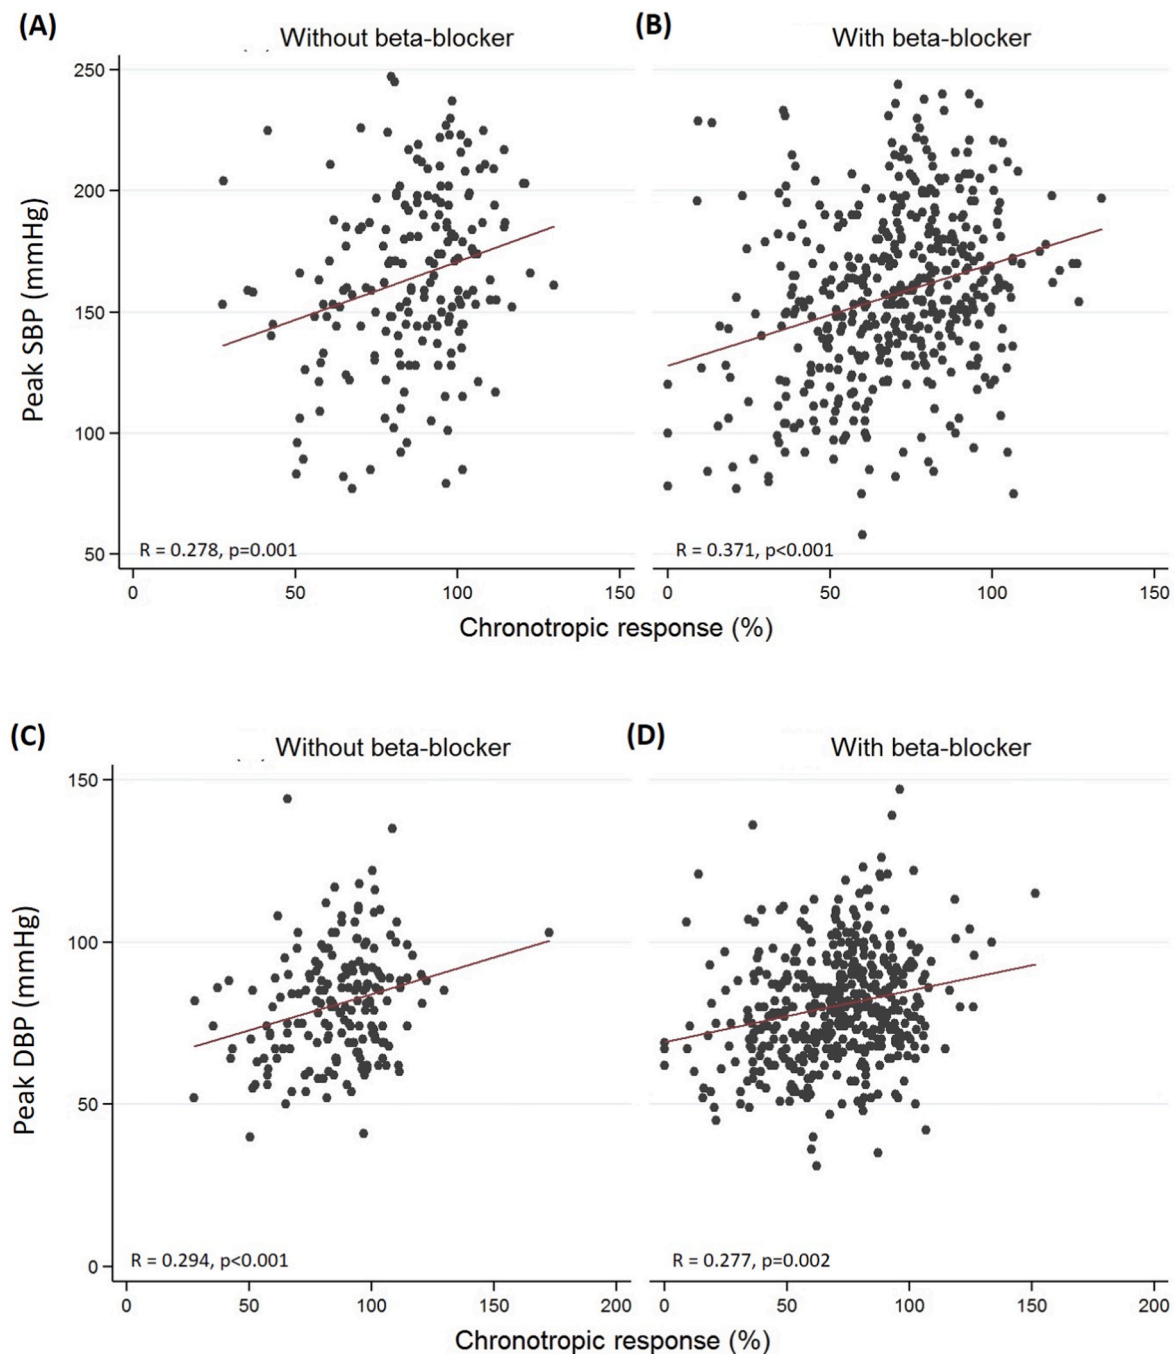 (A)
Without beta-blocker
(B)
With beta-blocker
Peak SBP (mmHg)
250
200
150
100
50
R = 0.278, p=0.001
R = 0.371, p<0.001
0 50 100 150
0 50 100 150
Chronotropic response (%)
(C)
Without beta-blocker
(D)
With beta-blocker
Peak DBP (mmHg)
150
100
50
0
R = 0.294, p<0.001
R = 0.277, p=0.002
0 50 100 150 200
0 50 100 150 200
Chronotropic response (%)